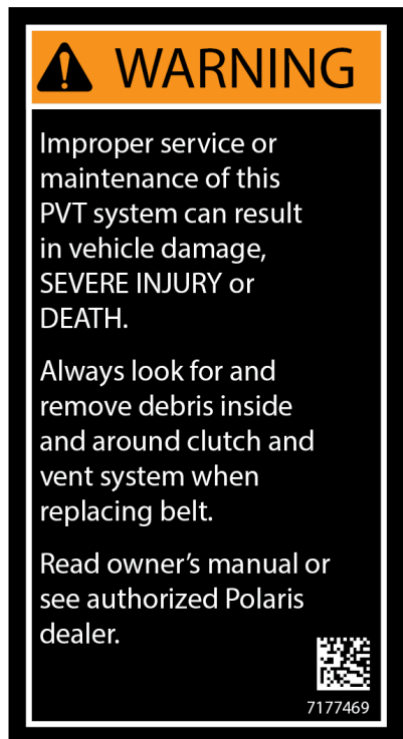 WARNING
Improper service or
maintenance of this
PVT system can result
in vehicle damage,
SEVERE INJURY or
DEATH.
Always look for and
remove debris inside
and around clutch and
vent system when
replacing belt.
Read owner’s manual or
see authorized Polaris
dealer.
7177469